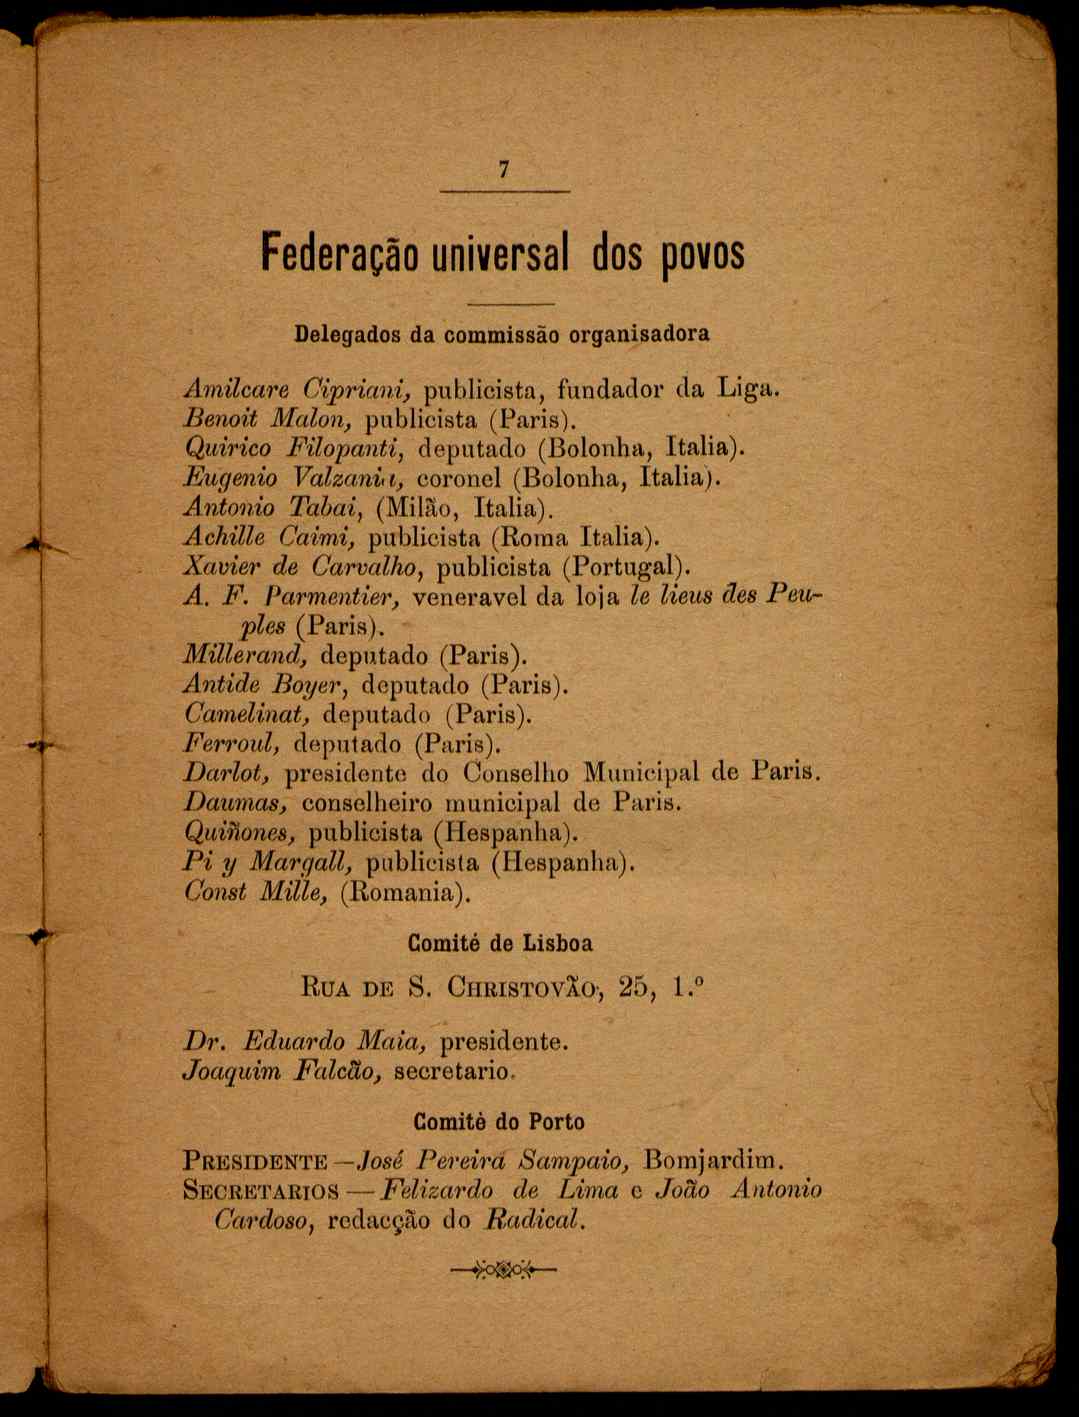 7
Federação universal dos povos
Delegados da commissão organisadora
Amilcare Cipriani, publicista, fundador da Liga.
Benoit Malon, publicista (Paris).
Quirico Filopanti, deputado (Bolonha, Italia).
Eugenio coronel (Bolonha, Italia).
Antonio Tabai, (Milão, Italia).
Achille Caimi, publicista (Roma Italia).
Xavier de Carvalho, publicista (Portugal).
A. F. Parmentier, veneravel da loja le lieus des Peu-
ples (Paris).
Millerand, deputado (Paris).
Antide Boyer, deputado (Paris).
Camelinat, deputado (Paris).
Ferroul, deputado (Paris).
Darlot, presidente do Conselho Municipal de Paris.
Daumas, conselheiro municipal de Paris.
Quiñones, publicista (Hespanha).
Pi y Margall, publicista (Hespanha).
Const Mille, (Romania).
Comité de Lisboa
RUA DE S. CHRISTOVÃO, 25, 1.º
Dr. Eduardo Maia, presidente.
Joaquim Falcão, secretario.
Comitè do Porto
PRESIDENTE—José Pereira Sampaio, Bomjardim.
SECRETARIOS—Felizardo de Lima e João Antonio
Cardoso, redacção do Radical.